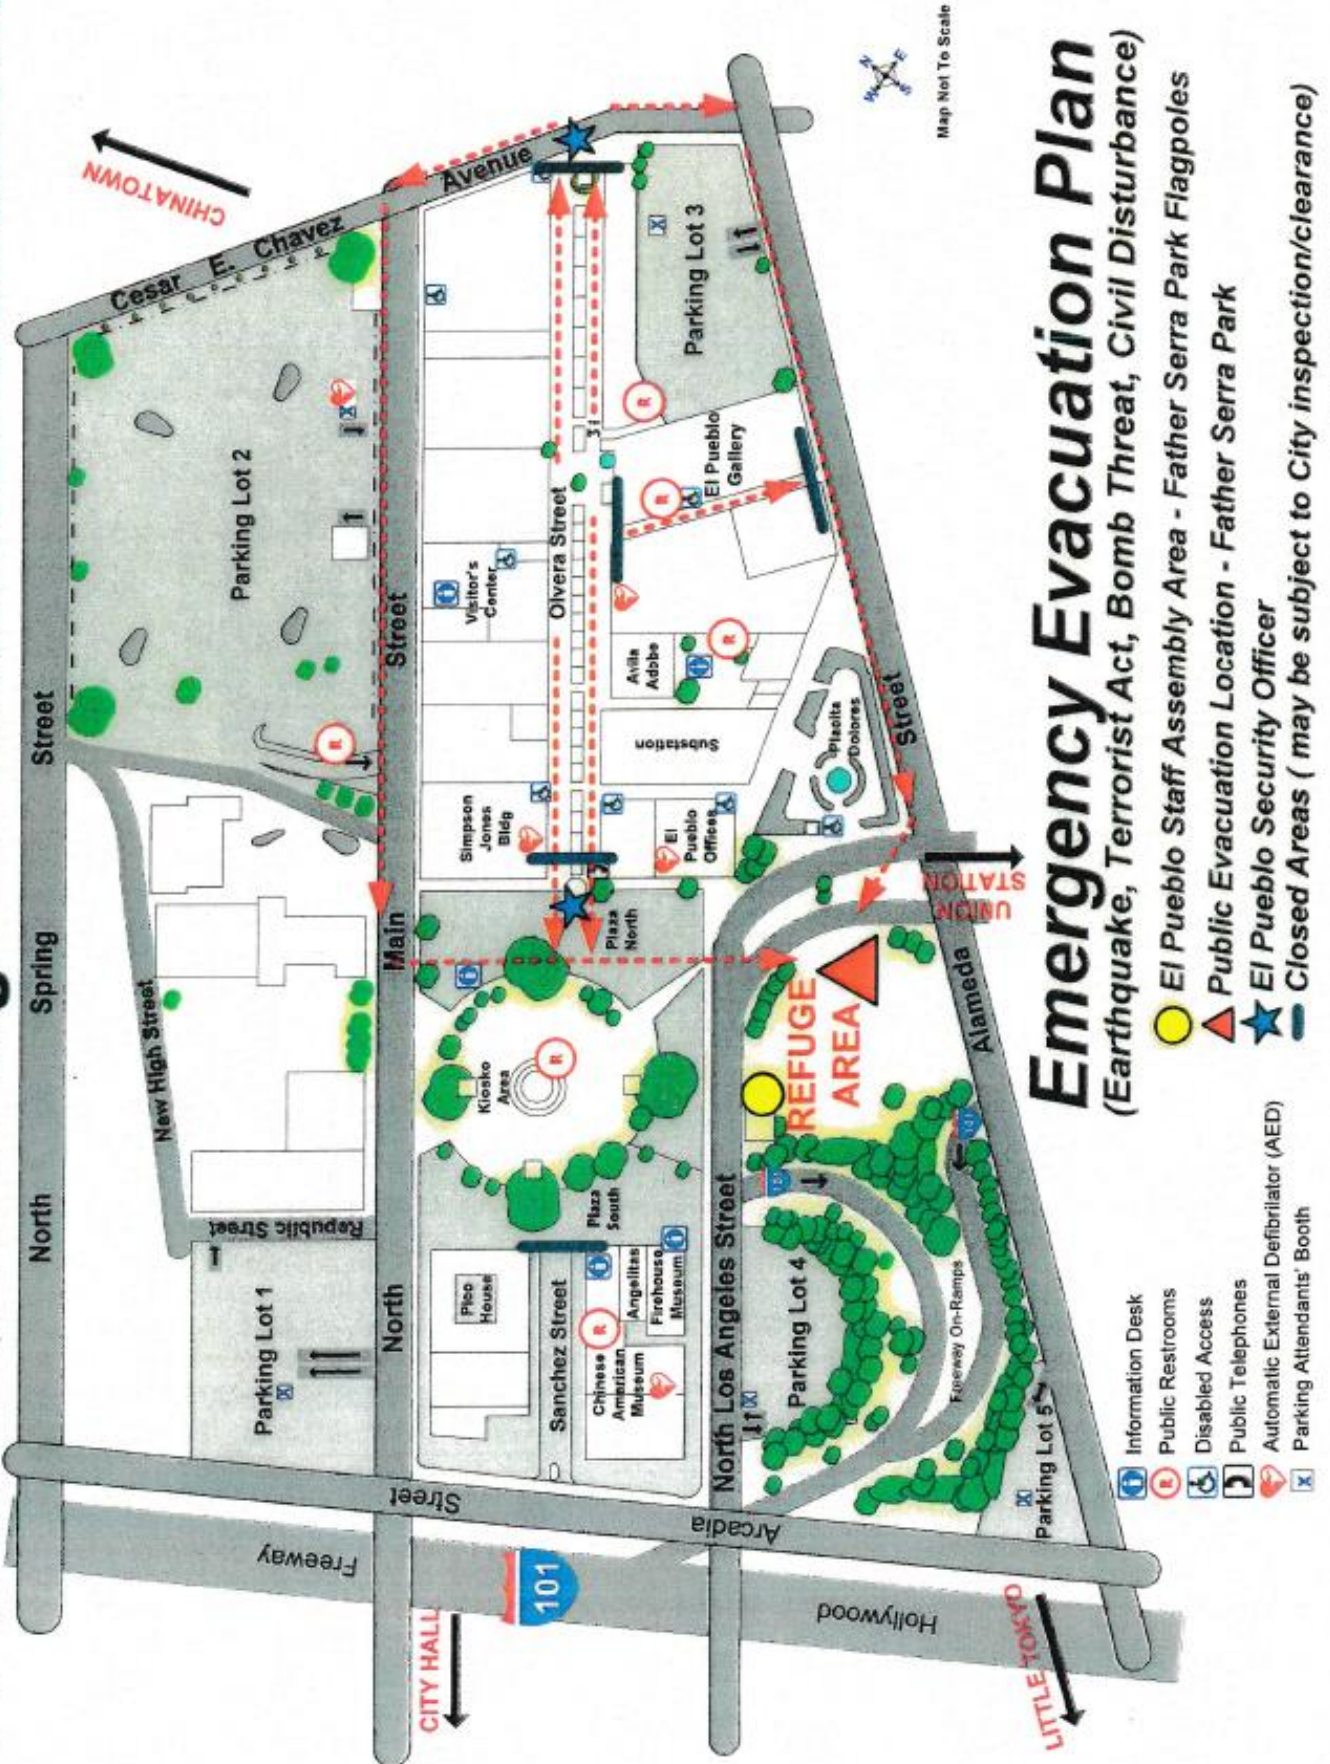 North
Spring
Street
Cesar E. Chavez
Avenue
CHINATOWN
New High Street
Republic Street
Parking Lot 1
X
Parking Lot 2
X
R
North
Main
Street
Visitor's
Center
Simpson
Jones
Bldg
Olvera Street
Avila
Adobe
Substation
El
Pueblo
Offices
El Pueblo
Gallery
R
R
R
R
Parking Lot 3
X
Placita
Dolores
Plaza
North
Kiosko
Area
R
Plaza
South
Pico
House
Sanchez Street
Chinese
American
Museum
R
Angelitas
Firehouse
Museum
North Los Angeles Street
Parking Lot 4
X
101
101
Freeway On-Ramps
Parking Lot 5
X
REFUGE
AREA
UNION
STATION
Alameda
Street
Arcadia
Street
Hollywood
Freeway
101
CITY HALL
LITTLE TOKYO
N
E
S
W
Map Not To Scale
Emergency Evacuation Plan
(Earthquake, Terrorist Act, Bomb Threat, Civil Disturbance)
El Pueblo Staff Assembly Area - Father Serra Park Flagpoles
Public Evacuation Location - Father Serra Park
El Pueblo Security Officer
Closed Areas ( may be subject to City inspection/clearance)
Information Desk
R Public Restrooms
Disabled Access
Public Telephones
Automatic External Defibrilator (AED)
X Parking Attendants' Booth